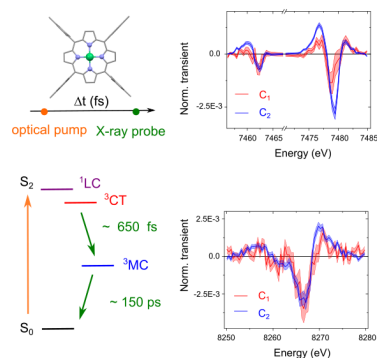 Δt (fs)
optical pump
X-ray probe
Norm. transient
0.0
-2.5E-3
C1
C2
7465
7460
7475
7480
7485
Energy (eV)
S2
¹LC
³CT
~ 650 fs
³MC
~ 150 ps
S0
Norm. transient
2.5E-3
0.0
-2.5E-3
C1
C2
8250
8260
8270
8280
Energy (eV)